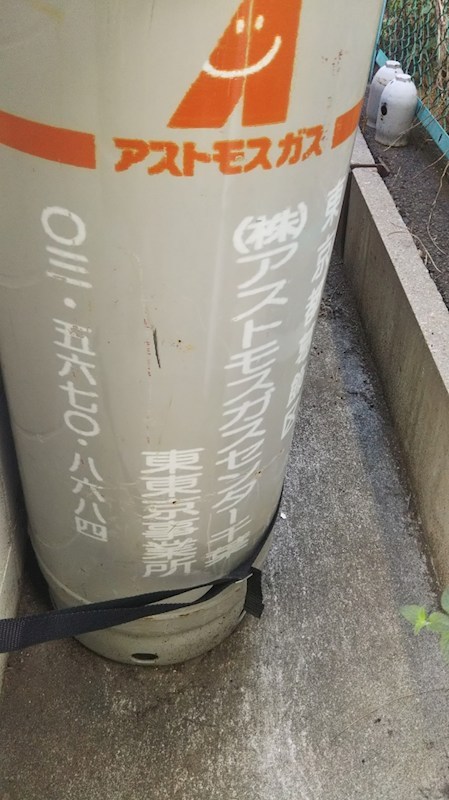 アストモスガス
(株)アストモスガスセンター千葉
東東京事業所
〇三・五六七〇・八六八四